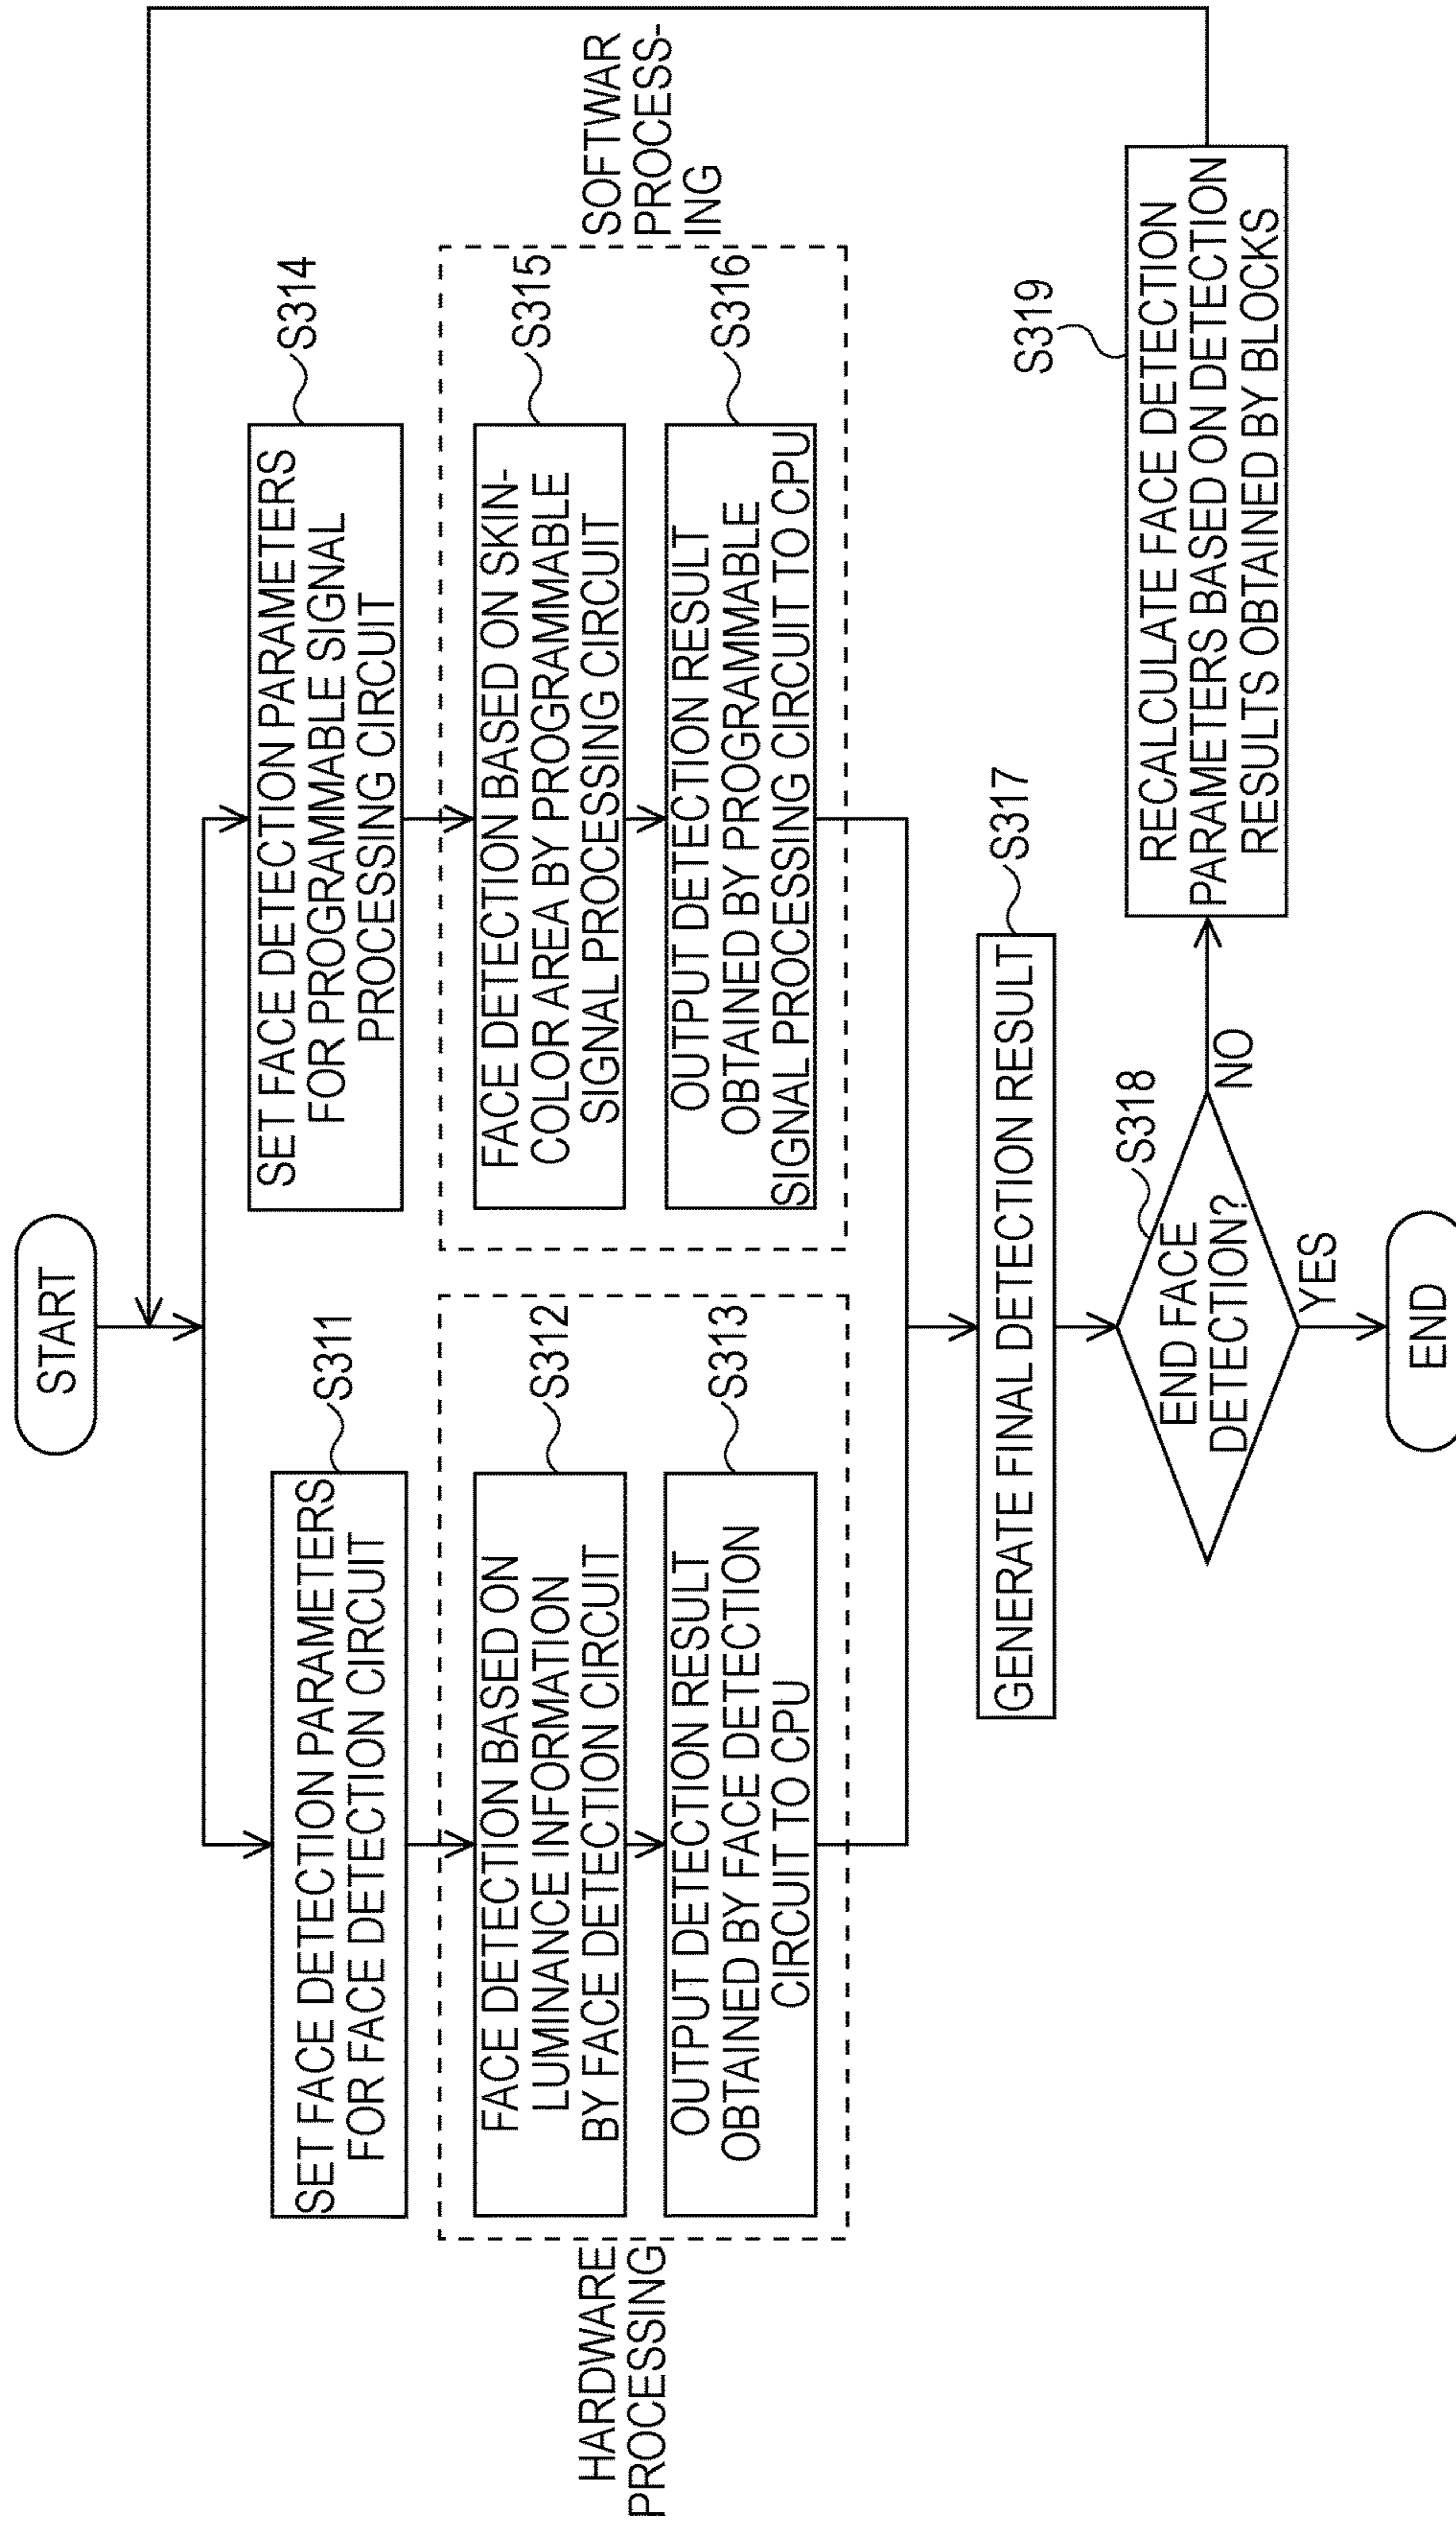 START
SET FACE DETECTION PARAMETERS
FOR FACE DETECTION CIRCUIT
S311
HARDWARE
PROCESSING
FACE DETECTION BASED ON
LUMINANCE INFORMATION
BY FACE DETECTION CIRCUIT
S312
OUTPUT DETECTION RESULT
OBTAINED BY FACE DETECTION
CIRCUIT TO CPU
S313
SET FACE DETECTION PARAMETERS
FOR PROGRAMMABLE SIGNAL
PROCESSING CIRCUIT
S314
FACE DETECTION BASED ON SKIN-
COLOR AREA BY PROGRAMMABLE
SIGNAL PROCESSING CIRCUIT
S315
OUTPUT DETECTION RESULT
OBTAINED BY PROGRAMMABLE
SIGNAL PROCESSING CIRCUIT TO CPU
S316
SOFTWAR
PROCESS-
ING
GENERATE FINAL DETECTION RESULT
S317
END FACE
DETECTION?
S318
NO
YES
RECALCULATE FACE DETECTION
PARAMETERS BASED ON DETECTION
RESULTS OBTAINED BY BLOCKS
S319
END